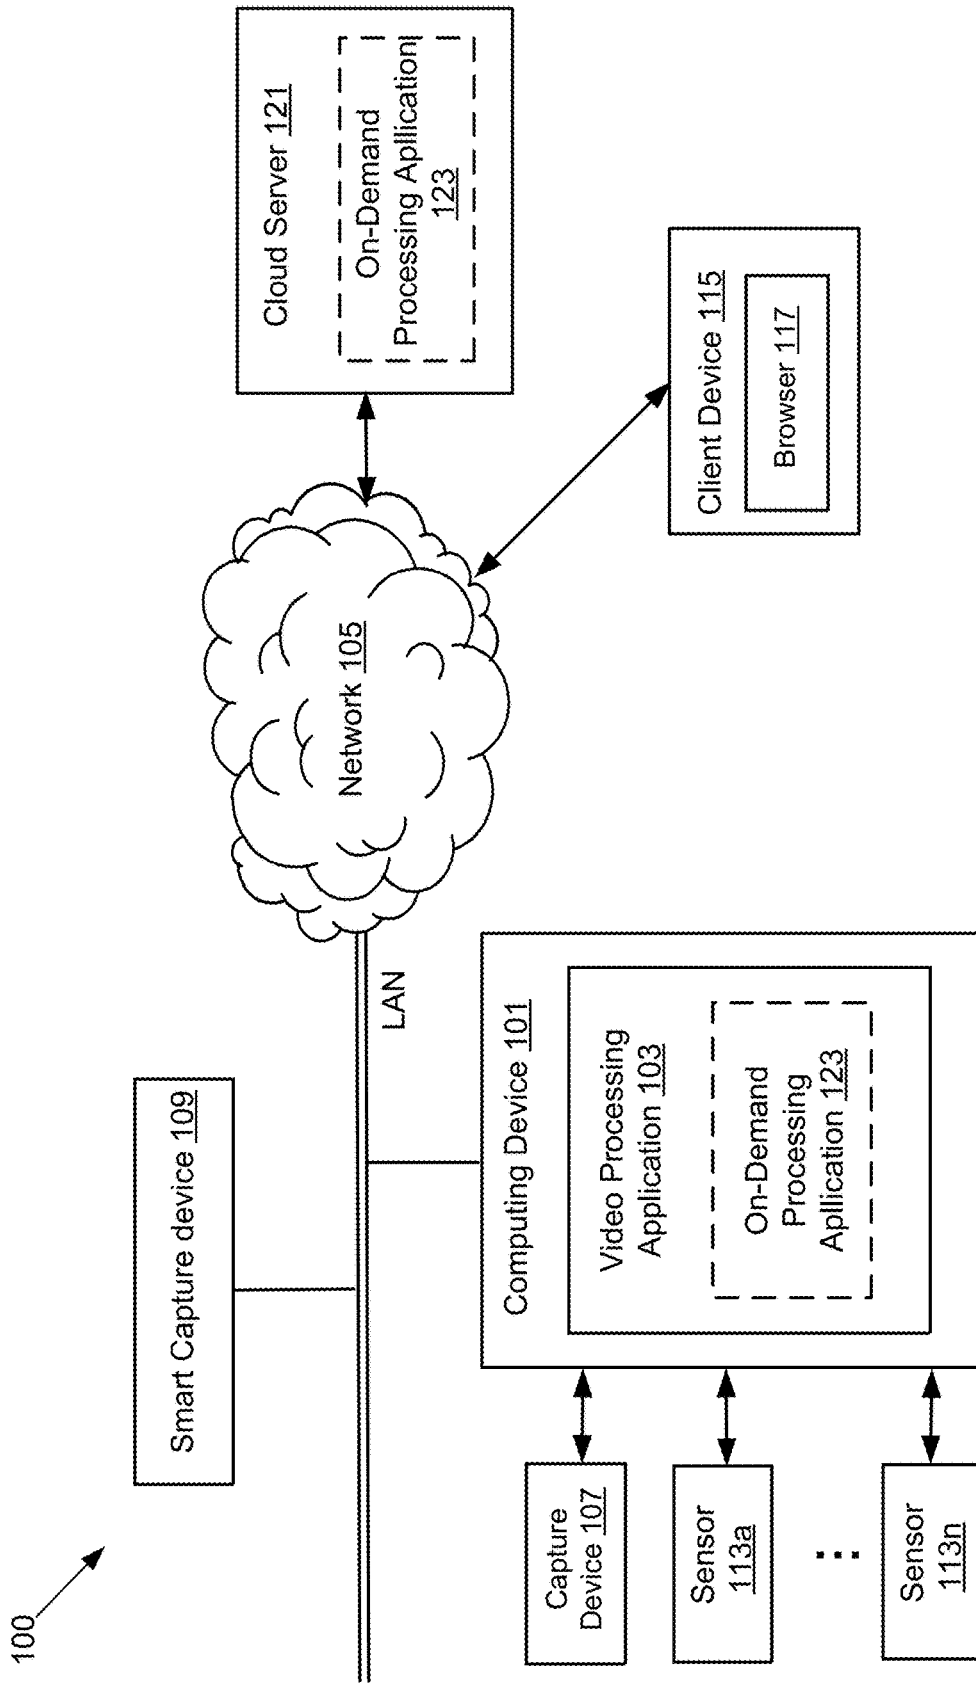 100
Smart Capture device 109
LAN
Network 105
Cloud Server 121
On-Demand
Processing Apllication
123
Capture
Device 107
Sensor
113a
Sensor
113n
Computing Device 101
Video Processing
Application 103
On-Demand
Processing
Apllication 123
Client Device 115
Browser 117